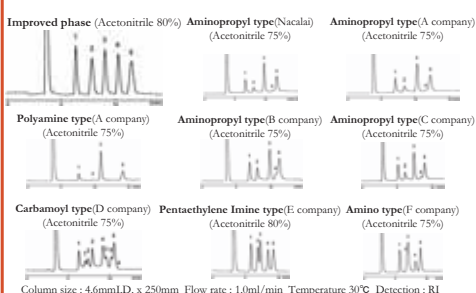 Improved phase (Acetonitrile 80%)
Aminopropyl type(Nacalai)
(Acetonitrile 75%)
Aminopropyl type(A company)
(Acetonitrile 75%)
Polyamine type(A company)
(Acetonitrile 75%)
Aminopropyl type(B company)
(Acetonitrile 75%)
Aminopropyl type(C company)
(Acetonitrile 75%)
Carbamoyl type(D company)
(Acetonitrile 75%)
Pentaethylene Imine type(E company)
(Acetonitrile 80%)
Amino type(F company)
(Acetonitrile 75%)
Column size : 4.6mmI.D. x 250mm Flow rate : 1.0ml/min Temperature 30℃ Detection : RI